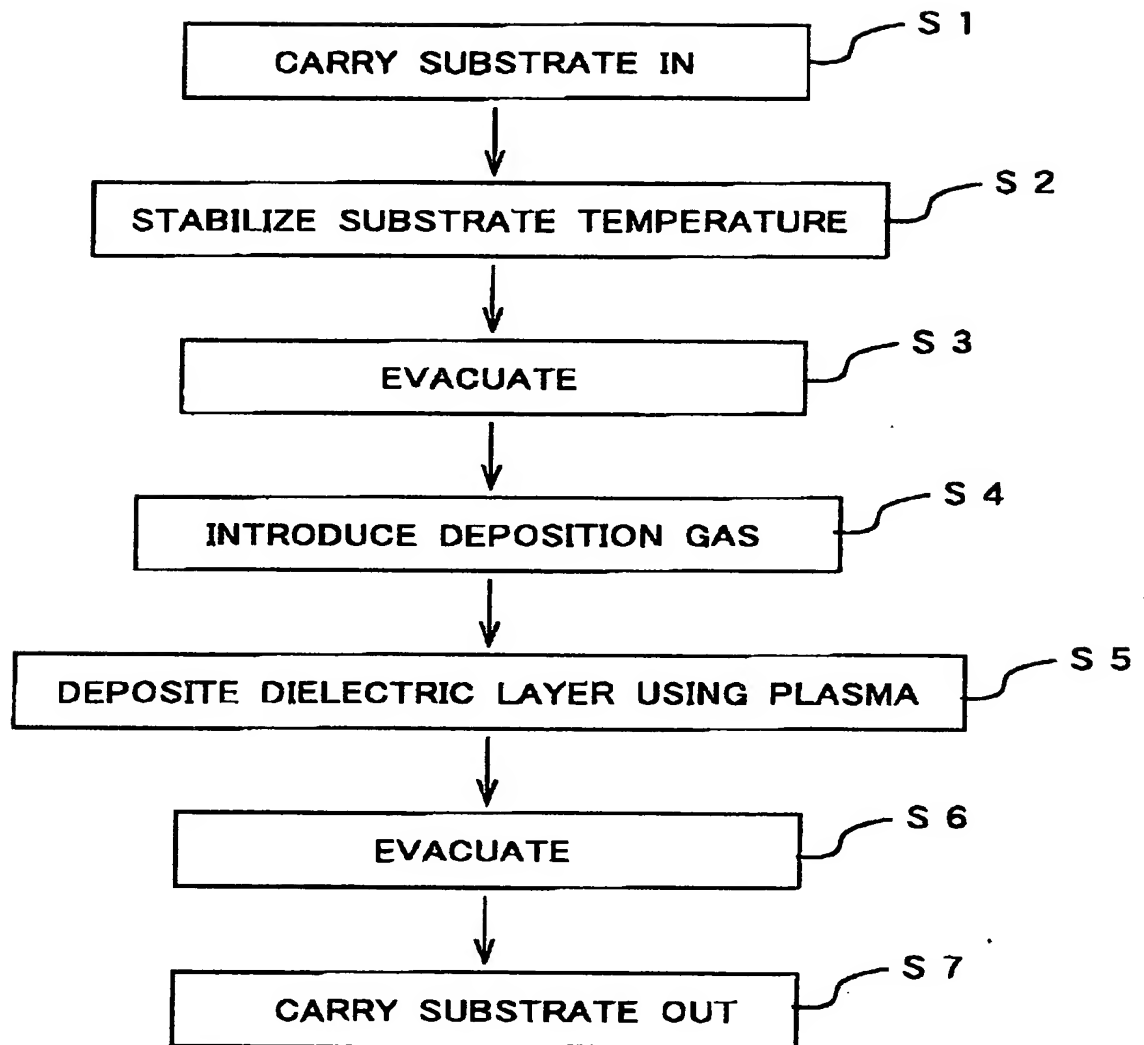 S 1
CARRY SUBSTRATE IN
S 2
STABILIZE SUBSTRATE TEMPERATURE
S 3
EVACUATE
S 4
INTRODUCE DEPOSITION GAS
S 5
DEPOSITE DIELECTRIC LAYER USING PLASMA
S 6
EVACUATE
S 7
CARRY SUBSTRATE OUT